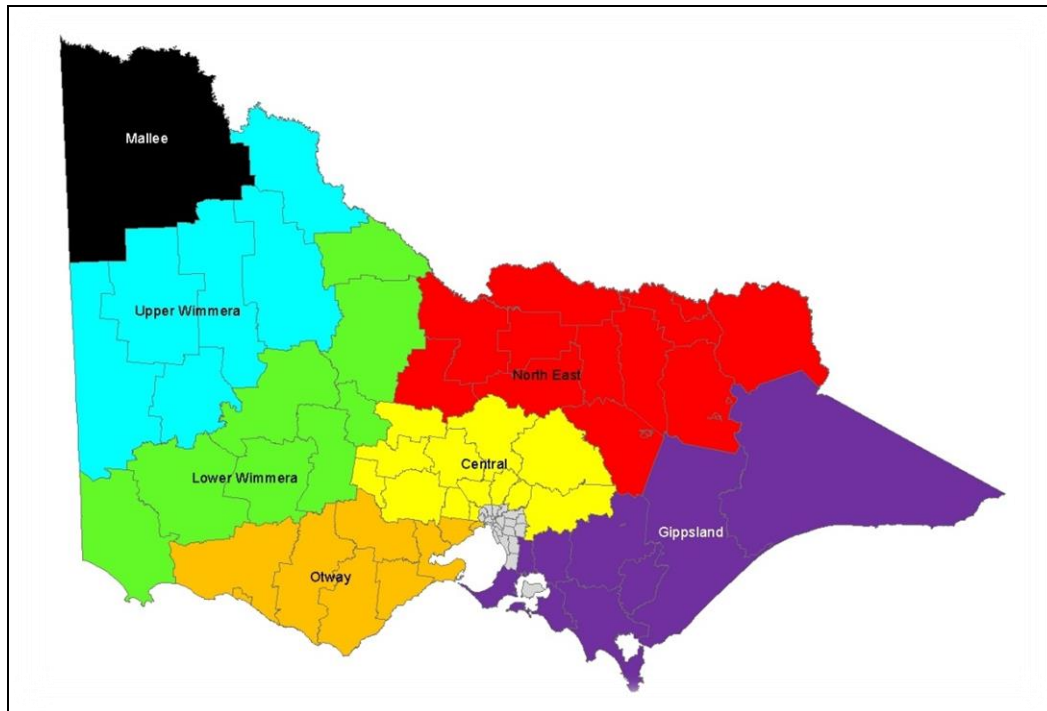 Mallee
Upper Wimmera
North East
Central
Lower Wimmera
Gippsland
Otway